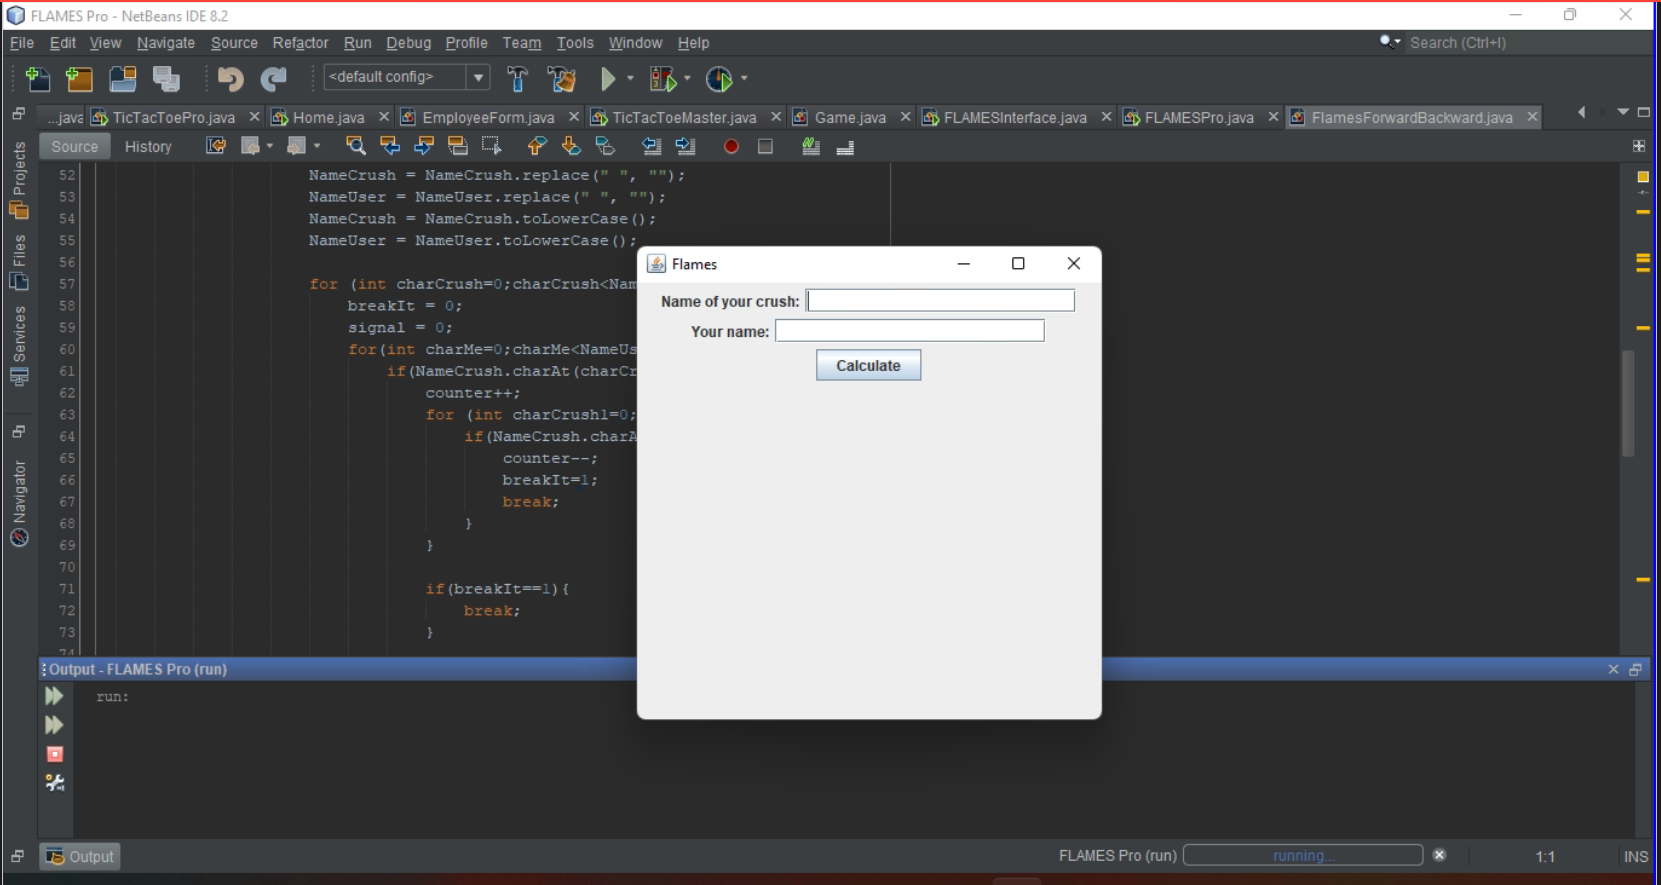 FLAMES Pro - NetBeans IDE 8.2
File Edit View Navigate Source Refactor Run Debug Profile Team Tools Window Help
Search (Ctrl+I)
<default config>
...java TicTacToePro.java Home.java EmployeeForm.java TicTacToeMaster.java Game.java FLAMESInterface.java FLAMESPro.java FlamesForwardBackward.java
Source History
Projects
Files
Services
Navigator
52 NameCrush = NameCrush.replace(" ", "");
53 NameUser = NameUser.replace(" ", "");
54 NameCrush = NameCrush.toLowerCase();
55 NameUser = NameUser.toLowerCase();
56
57 for (int charCrush=0;charCrush<Nam
58 breakIt = 0;
59 signal = 0;
60 for(int charMe=0;charMe<NameUs
61 if(NameCrush.charAt(charCr
62 counter++;
63 for (int charCrush1=0;
64 if(NameCrush.charA
65 counter--;
66 breakIt=1;
67 break;
68 }
69 }
70
71 if(breakIt==1){
72 break;
73 }
74
Flames
Name of your crush:
Your name:
Calculate
Output - FLAMES Pro (run)
run:
Output
FLAMES Pro (run) running... 1:1 INS